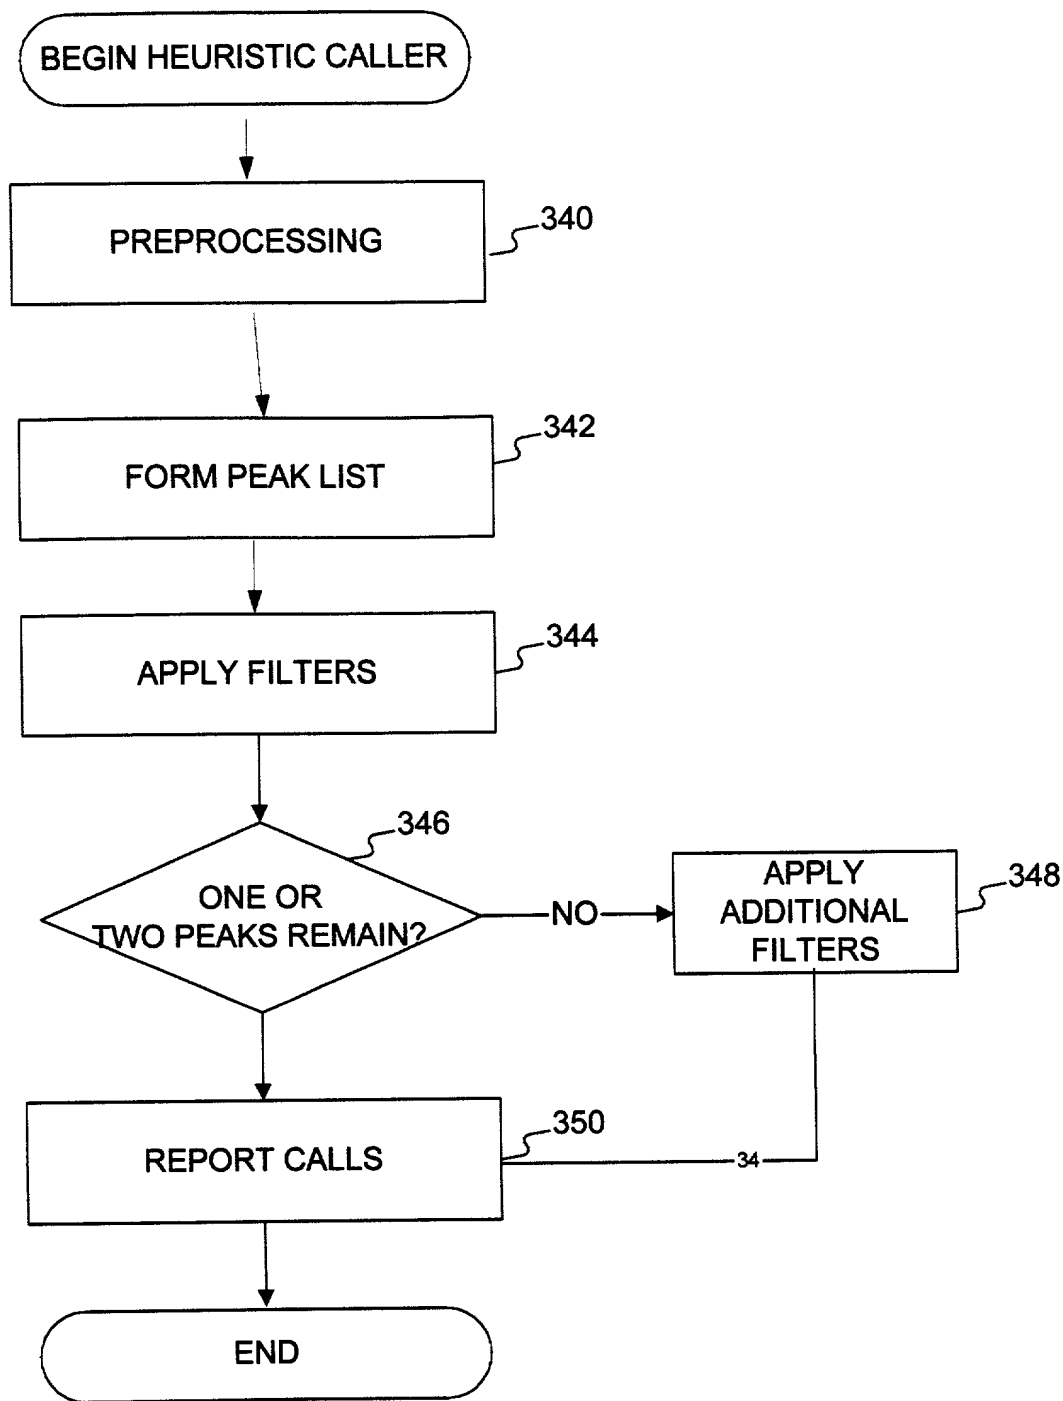 BEGIN HEURISTIC CALLER
PREPROCESSING
340
FORM PEAK LIST
342
APPLY FILTERS
344
346
ONE OR
TWO PEAKS REMAIN?
NO
APPLY
ADDITIONAL
FILTERS
348
REPORT CALLS
350
34
END